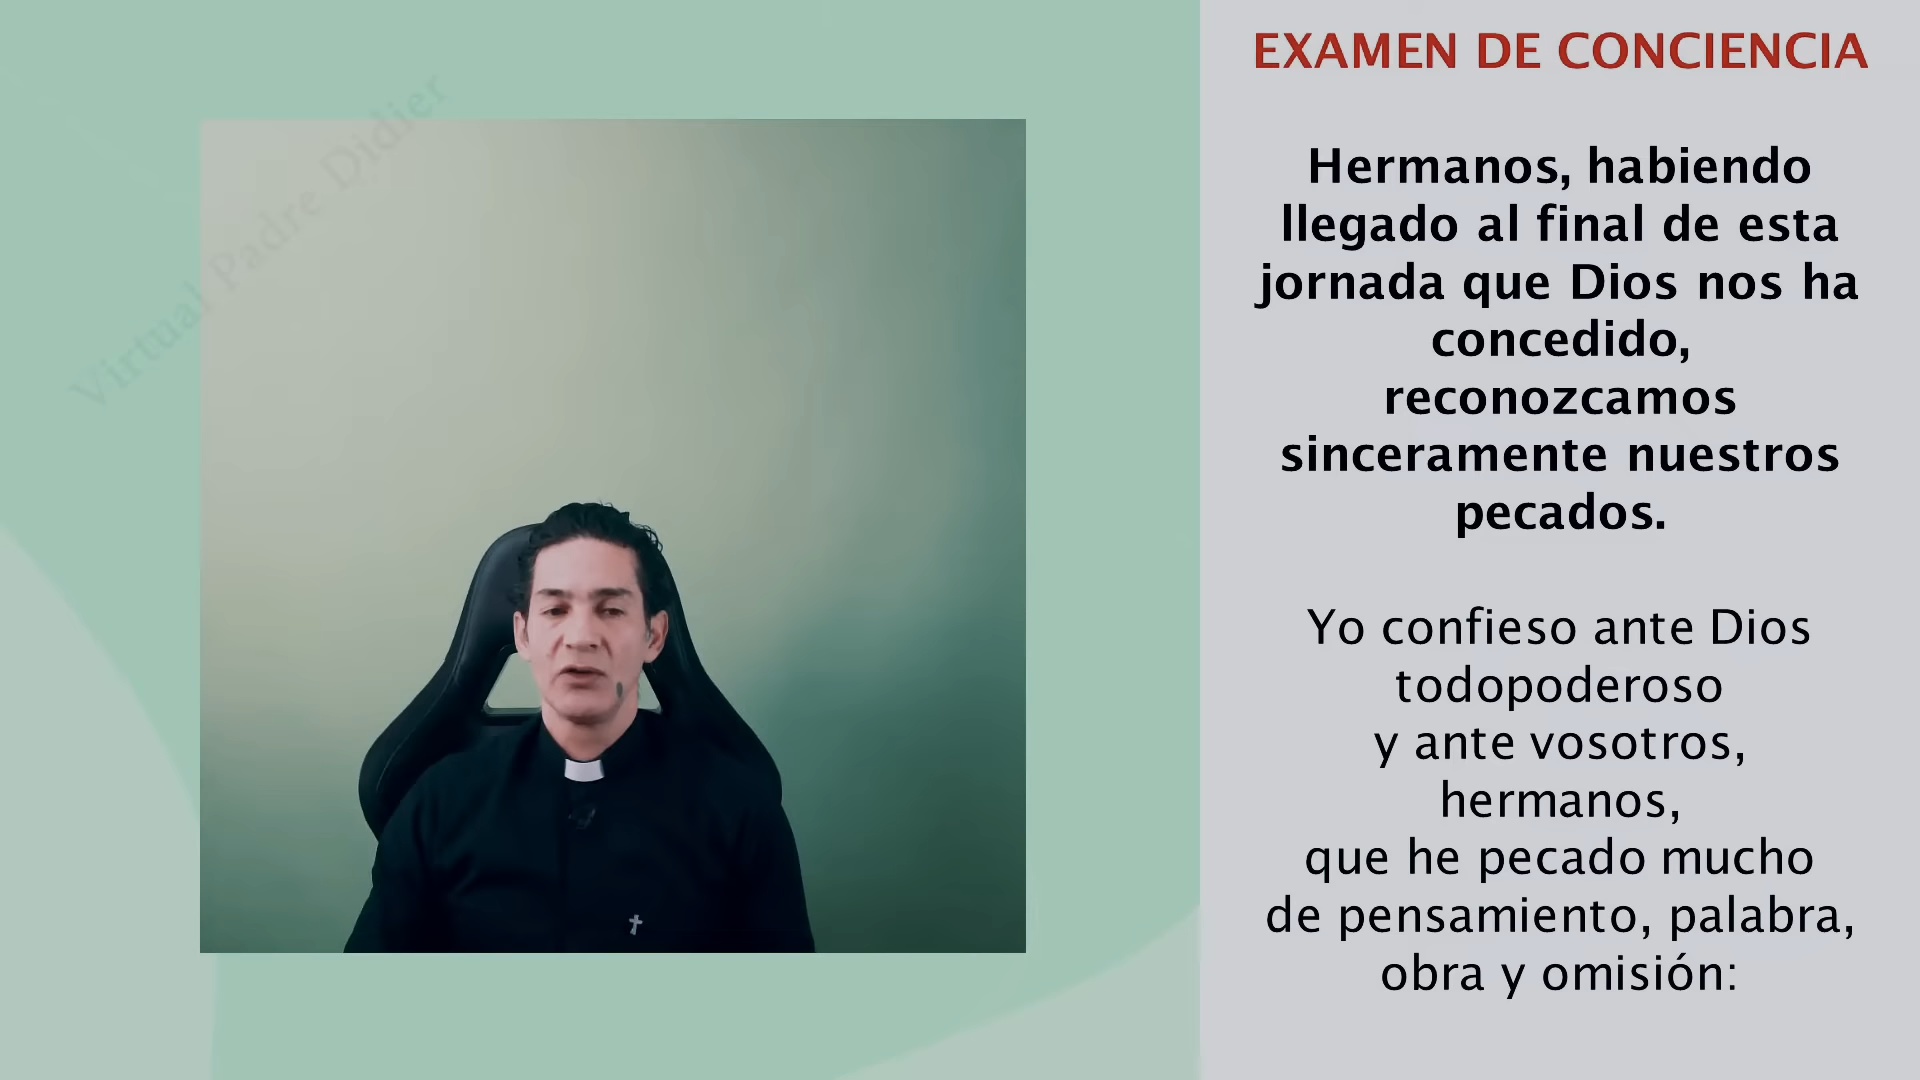 Virtual Padre Didier
EXAMEN DE CONCIENCIA
Hermanos, habiendo
llegado al final de esta
jornada que Dios nos ha
concedido,
reconozcamos
sinceramente nuestros
pecados.
Yo confieso ante Dios
todopoderoso
y ante vosotros,
hermanos,
que he pecado mucho
de pensamiento, palabra,
obra y omisión: